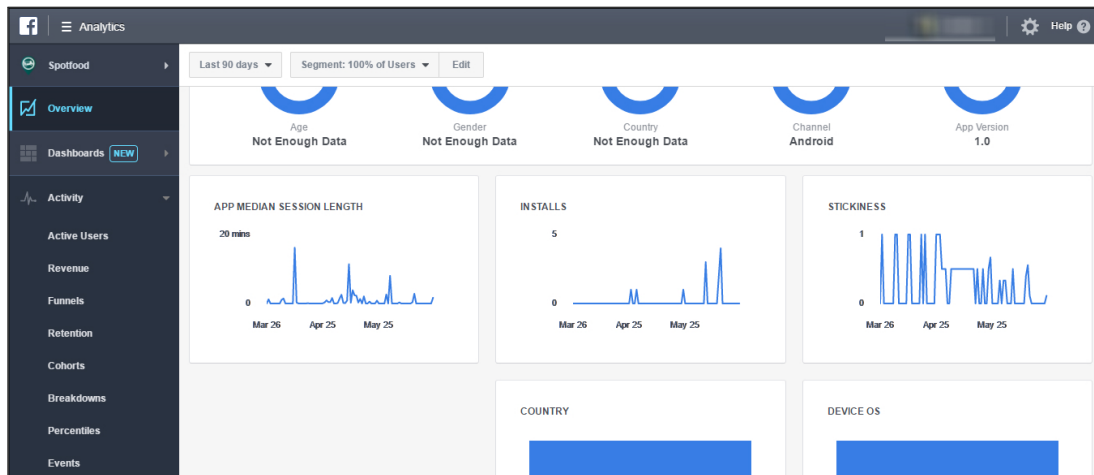 f Analytics Help ?
Spotfood
Last 90 days Segment: 100% of Users Edit
Overview
Age Gender Country Channel App Version
Not Enough Data Not Enough Data Not Enough Data Android 1.0
Dashboards NEW
Activity
Active Users
Revenue
Funnels
Retention
Cohorts
Breakdowns
Percentiles
Events
APP MEDIAN SESSION LENGTH
20 mins
0
Mar 26 Apr 25 May 25
INSTALLS
5
0
Mar 26 Apr 25 May 25
STICKINESS
1
0
Mar 26 Apr 25 May 25
COUNTRY
DEVICE OS